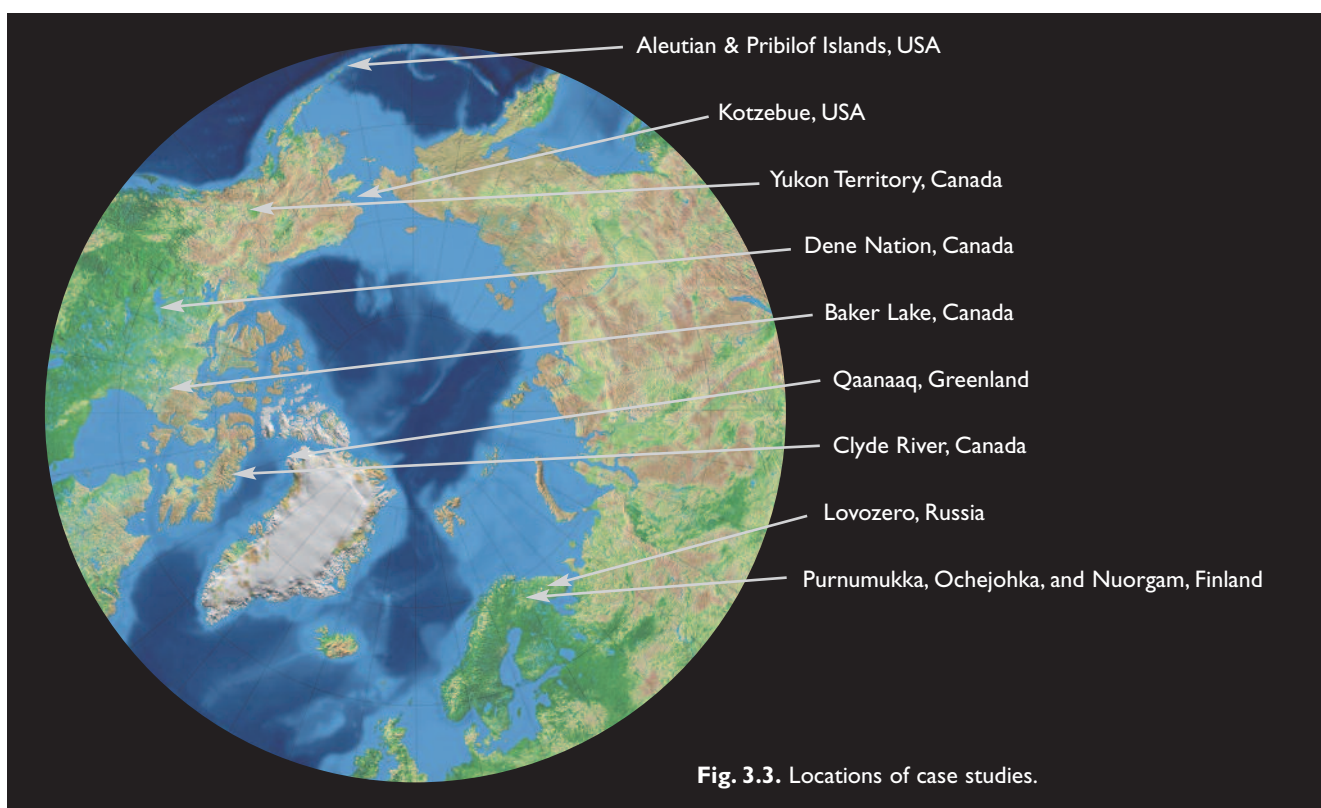 Aleutian & Pribilof Islands, USA
Kotzebue, USA
Yukon Territory, Canada
Dene Nation, Canada
Baker Lake, Canada
Qaanaaq, Greenland
Clyde River, Canada
Lovozero, Russia
Purnumukka, Ochejohka, and Nuorgam, Finland
Fig. 3.3. Locations of case studies.